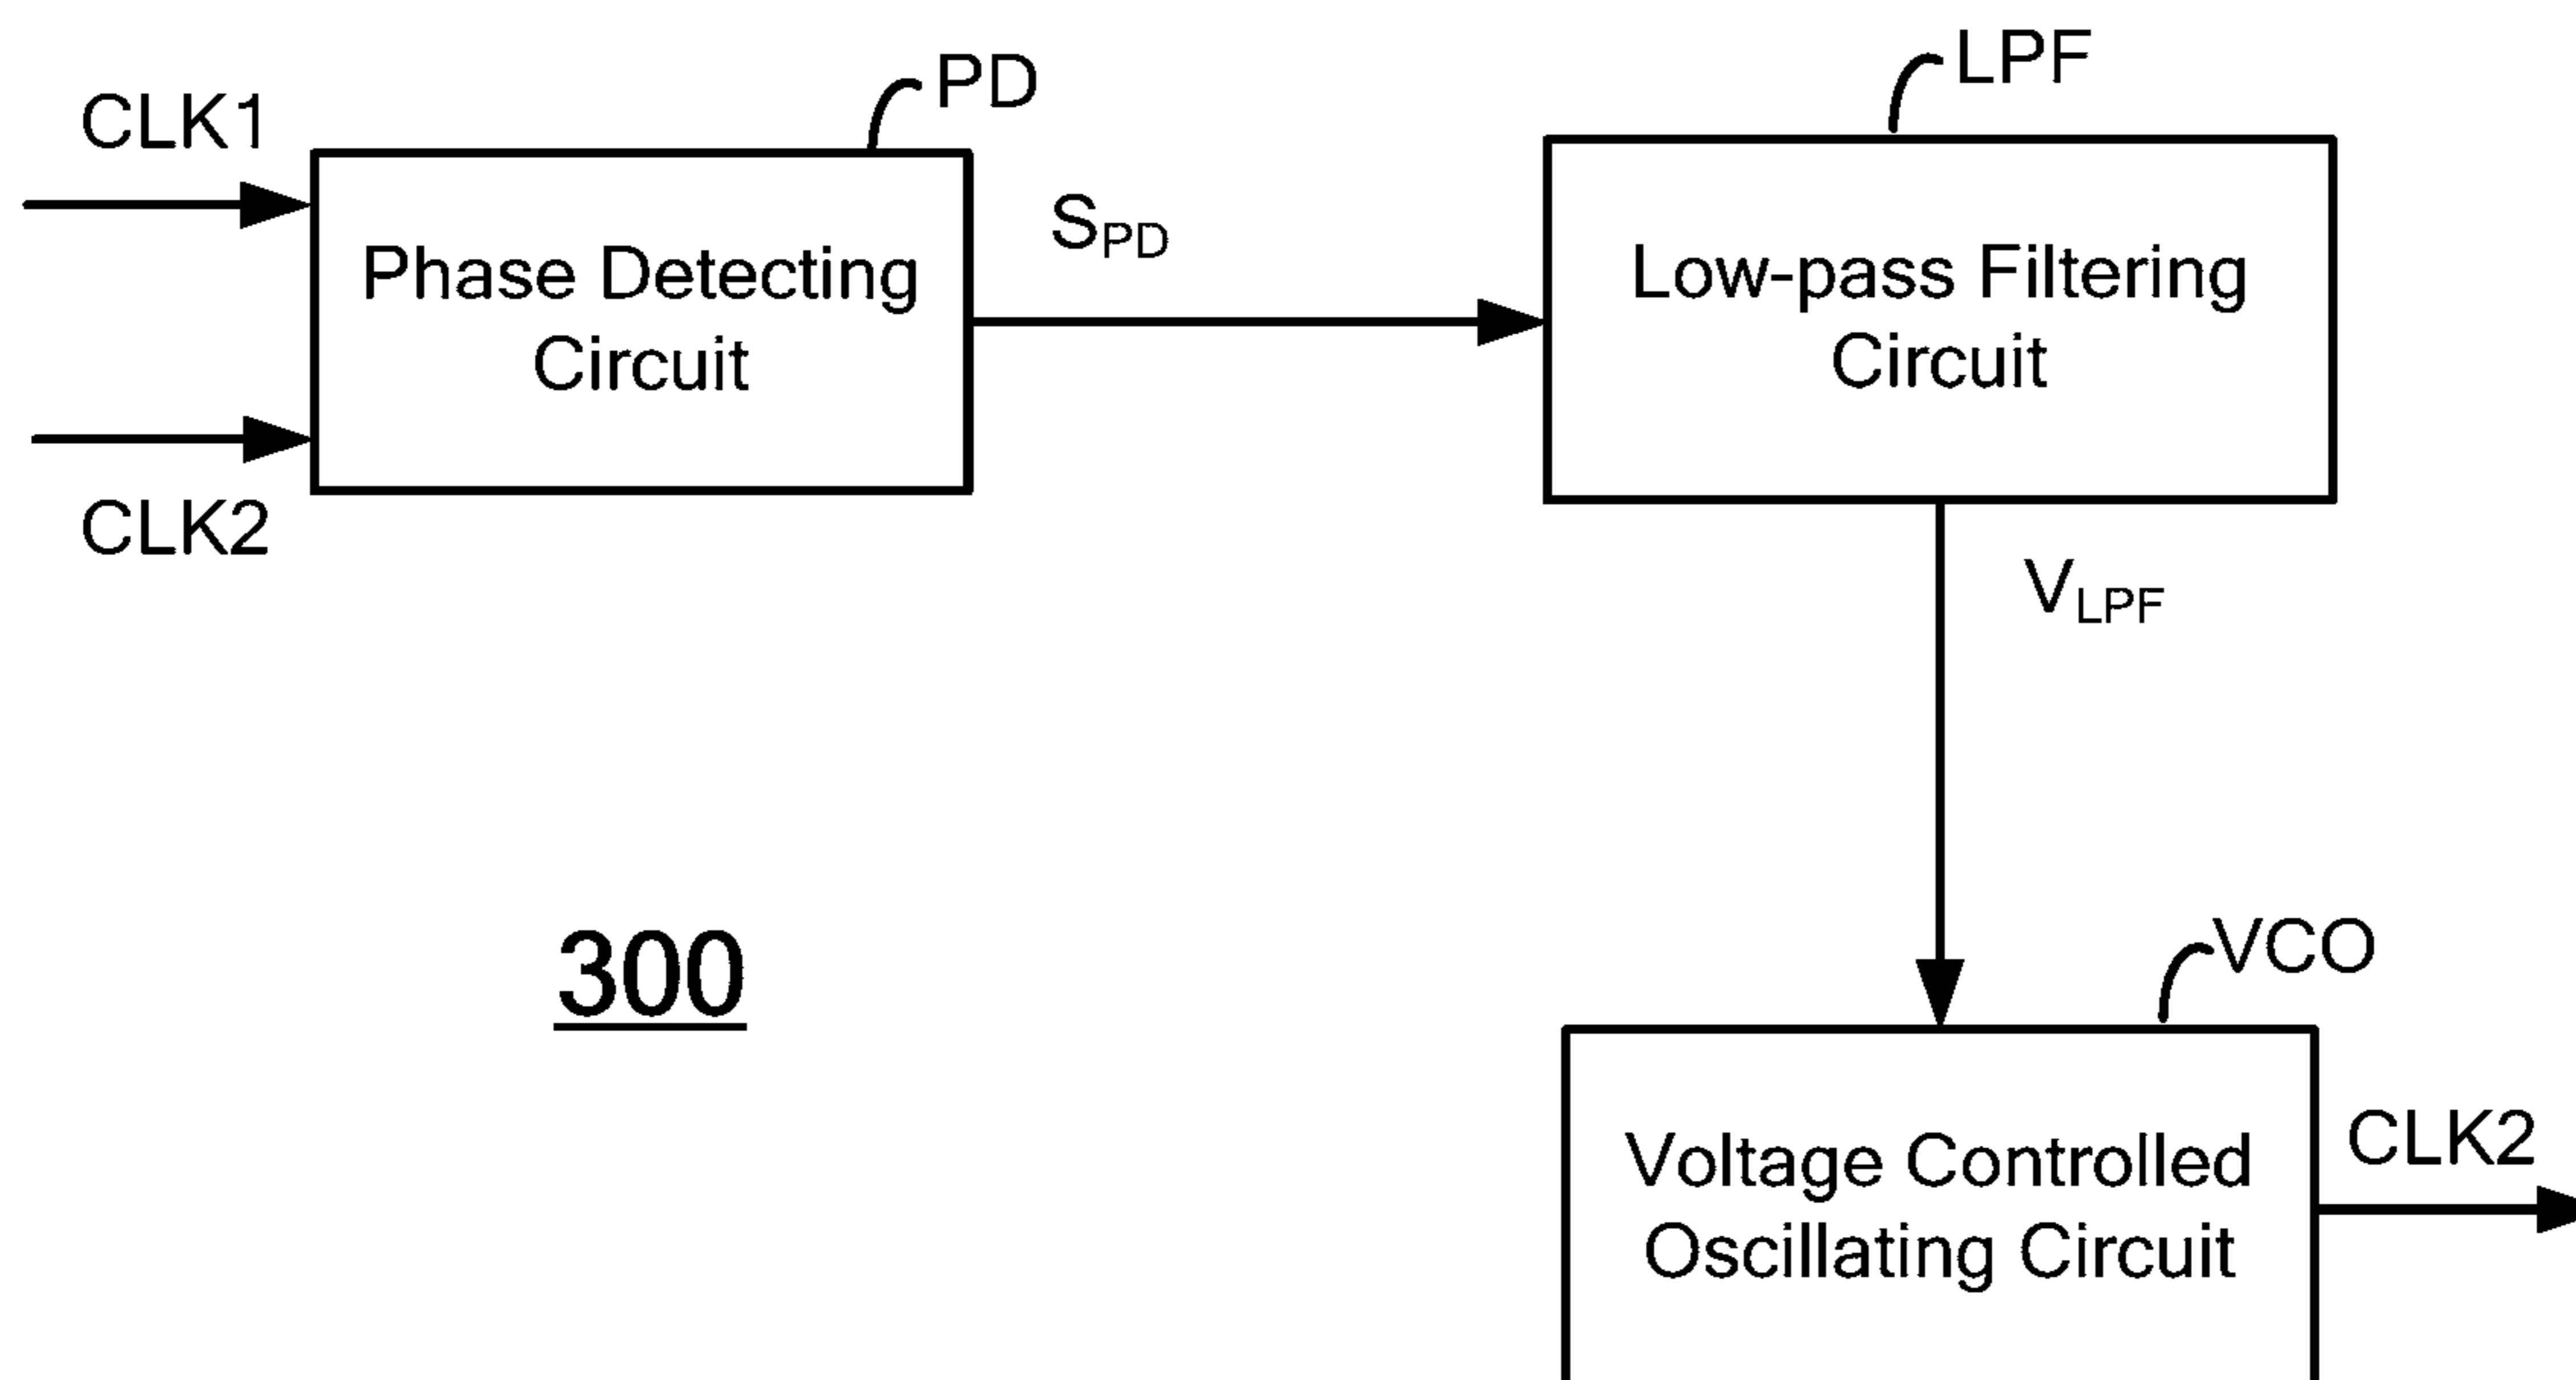 CLK1
PD
Phase Detecting
Circuit
CLK2
S_PD
LPF
Low-pass Filtering
Circuit
V_LPF
300
VCO
Voltage Controlled
Oscillating Circuit
CLK2